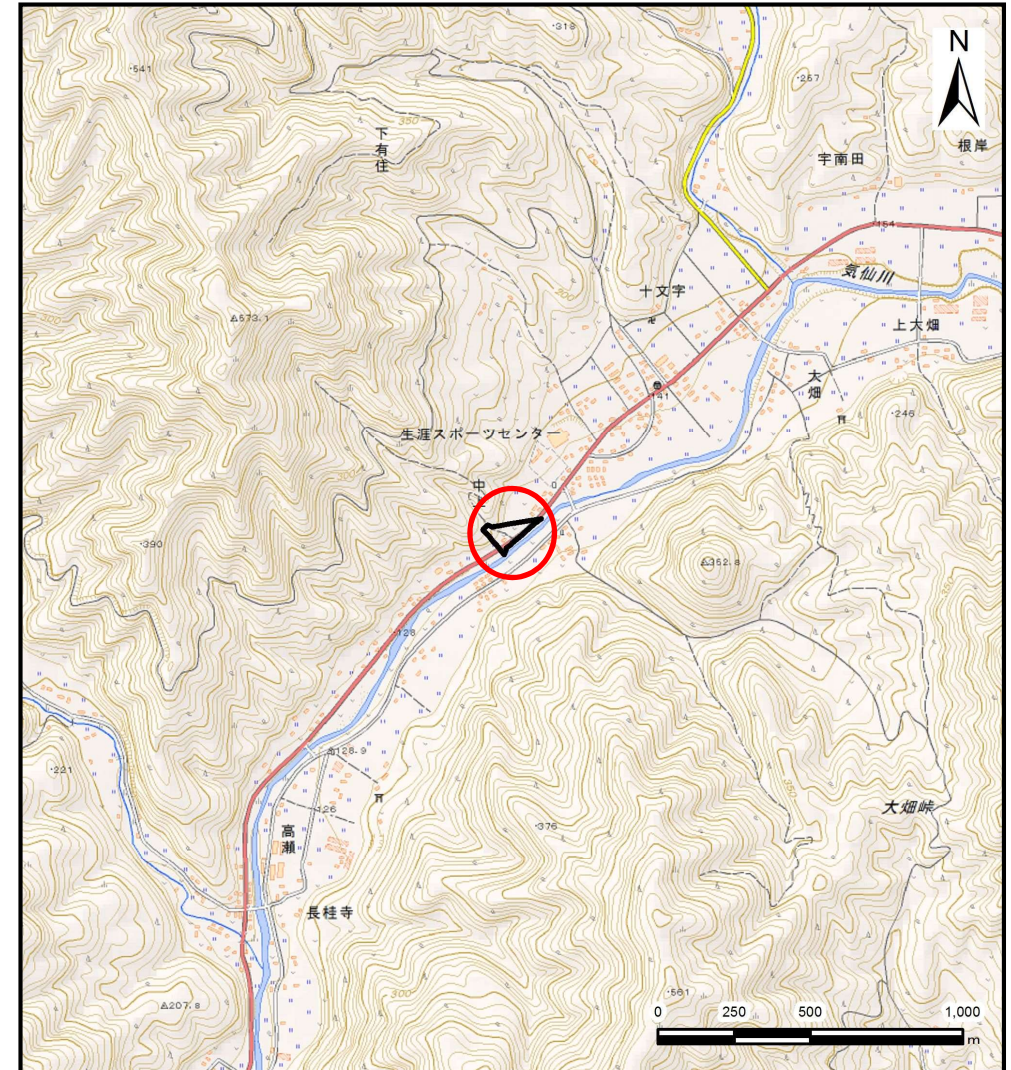 N
・318
・541
・257
350
下有住
宇南田
根岸
154
気仙川
十文字
上大畑
△573.1
大畑
141
・246
生涯スポーツセンター
300
中
・390
△352.8
・128
△128.9
・221
350
大畑峠
・126
・376
高瀬
長桂寺
300
・561
△207.8
0 250 500 1,000
m